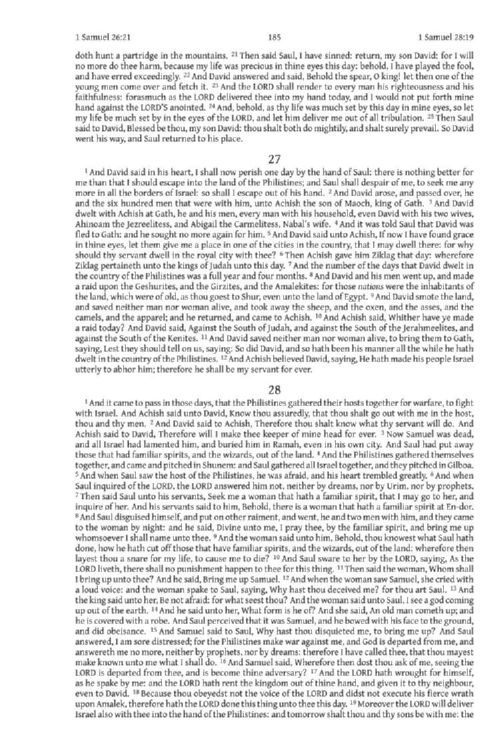 1 Samuel 26:21 185 1 Samuel 28:19
doth hunt a partridge in the mountains. 21 Then said Saul, I have sinned: return, my son David: for I will
no more do thee harm, because my life was precious in thine eyes this day: behold, I have played the fool,
and have erred exceedingly. 22 And David answered and said, Behold the spear, O king! let then one of the
young men come over and fetch it. 23 And the LORD shall render to every man his righteousness and his
faithfulness: forasmuch as the LORD delivered thee into my hand today, and I would not put forth mine
hand against the LORD'S anointed. 24 And, behold, as thy life was much set by this day in mine eyes, so let
my life be much set by in the eyes of the LORD, and let him deliver me out of all tribulation. 25 Then Saul
said to David, Blessed be thou, my son David: thou shalt both do mightily, and shalt surely prevail. So David
went his way, and Saul returned to his place.
27
1 And David said in his heart, I shall now perish one day by the hand of Saul: there is nothing better for
me than that I should escape into the land of the Philistines; and Saul shall despair of me, to seek me any
more in all the borders of Israel: so shall I escape out of his hand. 2 And David arose, and passed over, he
and the six hundred men that were with him, unto Achish the son of Maoch, king of Gath. 3 And David
dwelt with Achish at Gath, he and his men, every man with his household, even David with his two wives,
Ahinoam the Jezreelitess, and Abigail the Carmelitess, Nabal's wife. 4 And it was told Saul that David was
fled to Gath: and he sought no more again for him. 5 And David said unto Achish, If now I have found grace
in thine eyes, let them give me a place in one of the cities in the country, that I may dwell there: for why
should thy servant dwell in the royal city with thee? 6 Then Achish gave him Ziklag that day: wherefore
Ziklag pertaineth unto the kings of Judah unto this day. 7 And the number of the days that David dwelt in
the country of the Philistines was a full year and four months. 8 And David and his men went up, and made
a raid upon the Geshurites, and the Girzites, and the Amalekites: for those nations were the inhabitants of
the land, which were of old, as thou goest to Shur, even unto the land of Egypt. 9 And David smote the land,
and saved neither man nor woman alive, and took away the sheep, and the oxen, and the asses, and the
camels, and the apparel; and he returned, and came to Achish. 10 And Achish said, Whither have ye made
a raid today? And David said, Against the South of Judah, and against the South of the Jerahmeelites, and
against the South of the Kenites. 11 And David saved neither man nor woman alive, to bring them to Gath,
saying, Lest they should tell on us, saying: So did David, and so hath been his manner all the while he hath
dwelt in the country of the Philistines. 12 And Achish believed David, saying, He hath made his people Israel
utterly to abhor him; therefore he shall be my servant for ever.
28
1 And it came to pass in those days, that the Philistines gathered their hosts together for warfare, to fight
with Israel. And Achish said unto David, Know thou assuredly, that thou shalt go out with me in the host,
thou and thy men. 2 And David said to Achish, Therefore thou shalt know what thy servant will do. And
Achish said to David, Therefore will I make thee keeper of mine head for ever. 3 Now Samuel was dead,
and all Israel had lamented him, and buried him in Ramah, even in his own city. And Saul had put away
those that had familiar spirits, and the wizards, out of the land. 4 And the Philistines gathered themselves
together, and came and pitched in Shunem: and Saul gathered all Israel together, and they pitched in Gilboa.
5 And when Saul saw the host of the Philistines, he was afraid, and his heart trembled greatly. 6 And when
Saul inquired of the LORD, the LORD answered him not, neither by dreams, nor by Urim, nor by prophets.
7 Then said Saul unto his servants, Seek me a woman that hath a familiar spirit, that I may go to her, and
inquire of her. And his servants said to him, Behold, there is a woman that hath a familiar spirit at En-dor.
8 And Saul disguised himself, and put on other raiment, and went, he and two men with him, and they came
to the woman by night: and he said, Divine unto me, I pray thee, by the familiar spirit, and bring me up
whomsoever I shall name unto thee. 9 And the woman said unto him, Behold, thou knowest what Saul hath
done, how he hath cut off those that have familiar spirits, and the wizards, out of the land: wherefore then
layest thou a snare for my life, to cause me to die? 10 And Saul sware to her by the LORD, saying, As the
LORD liveth, there shall no punishment happen to thee for this thing. 11 Then said the woman, Whom shall
I bring up unto thee? And he said, Bring me up Samuel. 12 And when the woman saw Samuel, she cried with
a loud voice: and the woman spake to Saul, saying, Why hast thou deceived me? for thou art Saul. 13 And
the king said unto her, Be not afraid: for what seest thou? And the woman said unto Saul. I see a god coming
up out of the earth. 14 And he said unto her, What form is he of? And she said, An old man cometh up; and
he is covered with a robe. And Saul perceived that it was Samuel, and he bowed with his face to the ground,
and did obeisance. 15 And Samuel said to Saul, Why hast thou disquieted me, to bring me up? And Saul
answered, I am sore distressed; for the Philistines make war against me, and God is departed from me, and
answereth me no more, neither by prophets, nor by dreams: therefore I have called thee, that thou mayest
make known unto me what I shall do. 16 And Samuel said, Wherefore then dost thou ask of me, seeing the
LORD is departed from thee, and is become thine adversary? 17 And the LORD hath wrought for himself,
as he spake by me: and the LORD hath rent the kingdom out of thine hand, and given it to thy neighbour,
even to David. 18 Because thou obeyedst not the voice of the LORD and didst not execute his fierce wrath
upon Amalek, therefore hath the LORD done this thing unto thee this day. 19 Moreover the LORD will deliver
Israel also with thee into the hand of the Philistines: and tomorrow shalt thou and thy sons be with me: the